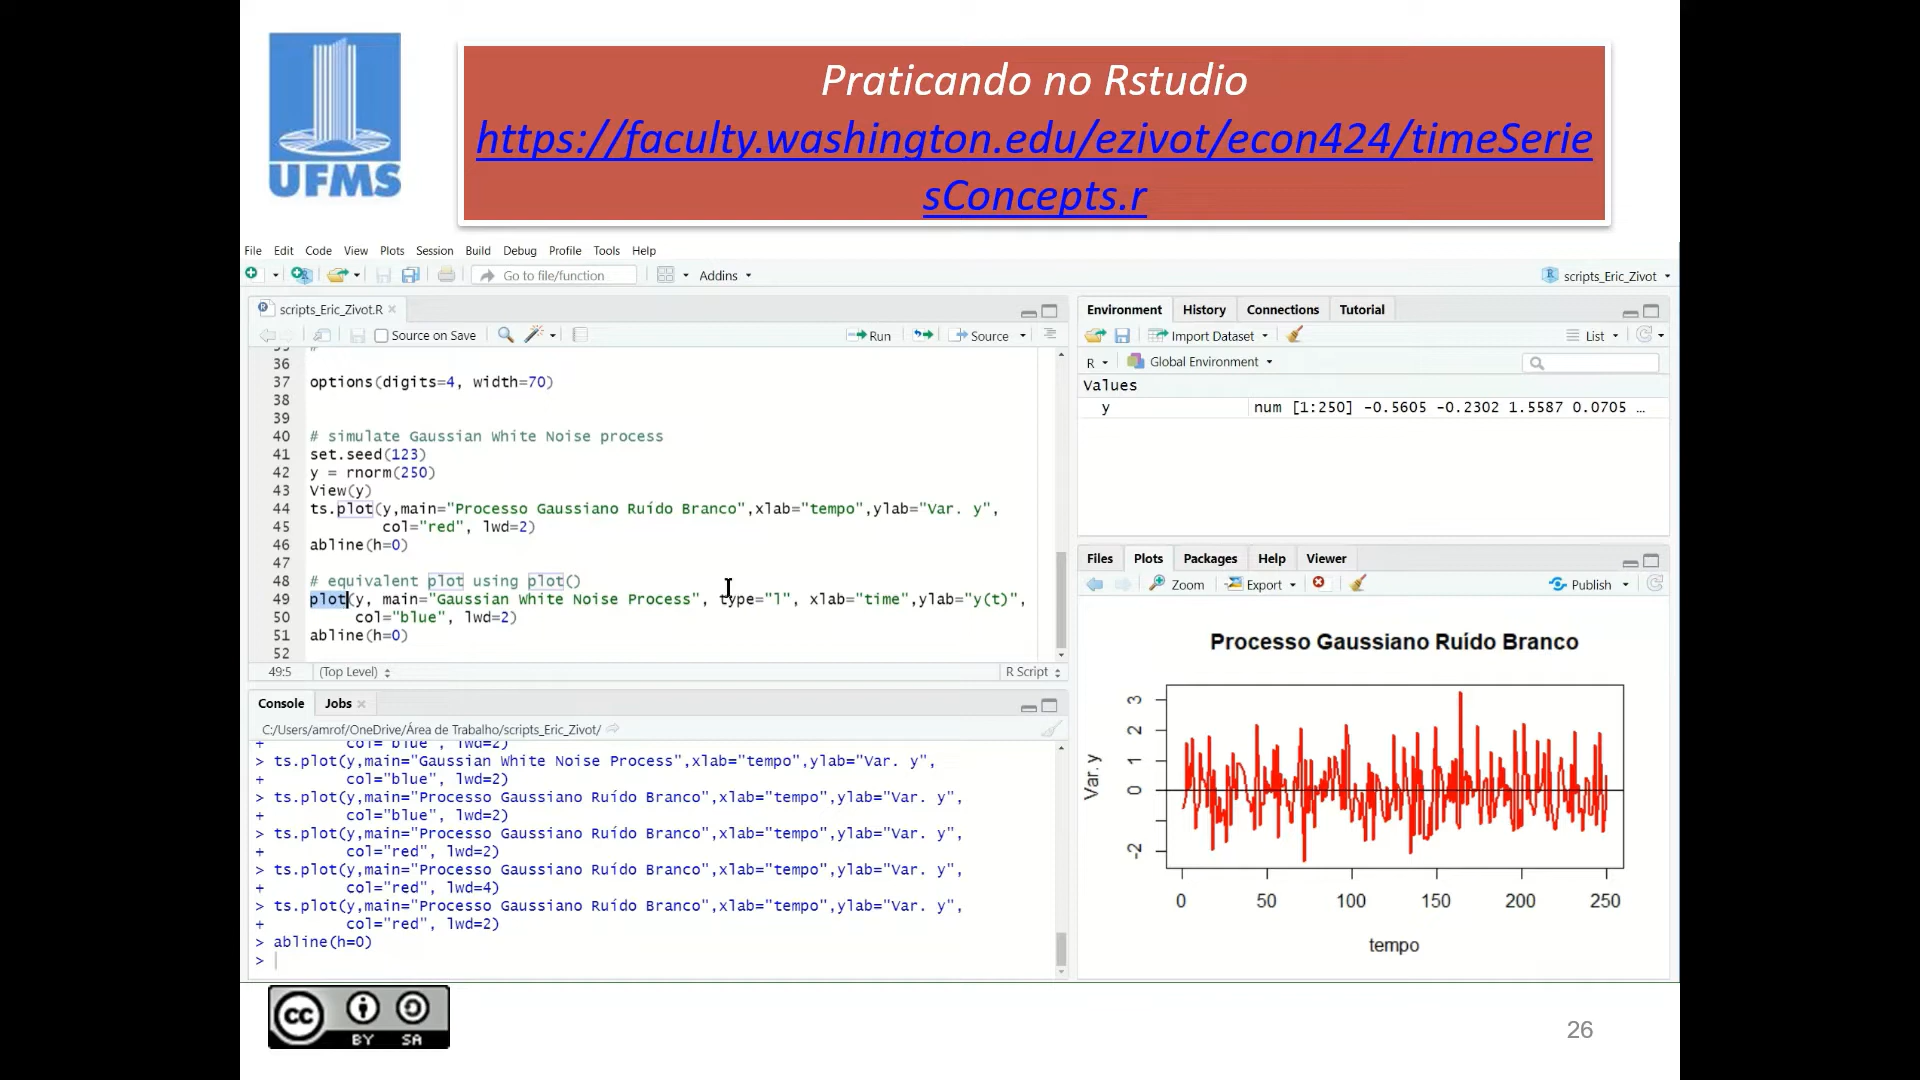 UFMS
Praticando no Rstudio
https://faculty.washington.edu/ezivot/econ424/timeSerie
sConcepts.r
File Edit Code View Plots Session Build Debug Profile Tools Help
Go to file/function Addins scripts_Eric_Zivot
scripts_Eric_Zivot.R
Source on Save Run Source
35 #
36
37 options(digits=4, width=70)
38
39
40 # simulate Gaussian White Noise process
41 set.seed(123)
42 y = rnorm(250)
43 View(y)
44 ts.plot(y,main="Processo Gaussiano Ruído Branco",xlab="tempo",ylab="Var. y",
45 col="red", lwd=2)
46 abline(h=0)
47
48 # equivalent plot using plot()
49 plot(y, main="Gaussian White Noise Process", type="l", xlab="time",ylab="y(t)",
50 col="blue", lwd=2)
51 abline(h=0)
52
49:5 (Top Level) R Script
Console Jobs
C:/Users/amrof/OneDrive/Área de Trabalho/scripts_Eric_Zivot/
+ col="blue", lwd=2)
> ts.plot(y,main="Gaussian White Noise Process",xlab="tempo",ylab="Var. y",
+ col="blue", lwd=2)
> ts.plot(y,main="Processo Gaussiano Ruído Branco",xlab="tempo",ylab="Var. y",
+ col="blue", lwd=2)
> ts.plot(y,main="Processo Gaussiano Ruído Branco",xlab="tempo",ylab="Var. y",
+ col="red", lwd=2)
> ts.plot(y,main="Processo Gaussiano Ruído Branco",xlab="tempo",ylab="Var. y",
+ col="red", lwd=4)
> ts.plot(y,main="Processo Gaussiano Ruído Branco",xlab="tempo",ylab="Var. y",
+ col="red", lwd=2)
> abline(h=0)
>
Environment History Connections Tutorial
Import Dataset List
R Global Environment
Values
y num [1:250] -0.5605 -0.2302 1.5587 0.0705 ...
Files Plots Packages Help Viewer
Zoom Export Publish
Processo Gaussiano Ruído Branco
Var. y
3
2
1
0
-2
0 50 100 150 200 250
tempo
CC BY SA
26